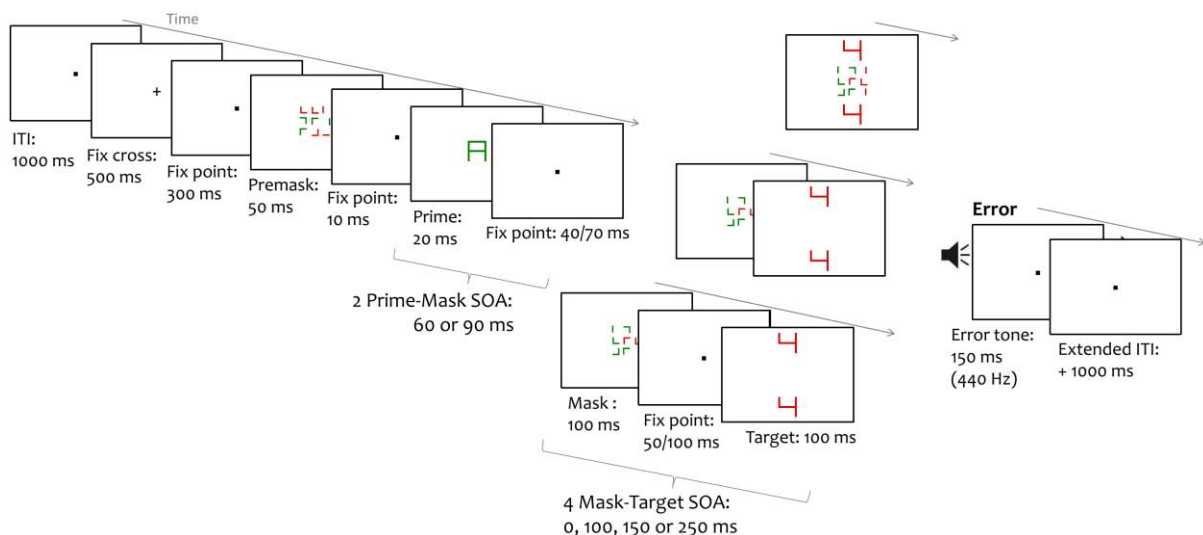 Time
ITI:
1000 ms
Fix cross:
500 ms
Fix point:
300 ms
Premask:
50 ms
Fix point:
10 ms
Prime:
20 ms
Fix point: 40/70 ms
2 Prime-Mask SOA:
60 or 90 ms
Mask :
100 ms
Fix point:
50/100 ms
Target: 100 ms
4 Mask-Target SOA:
0, 100, 150 or 250 ms
Error
Error tone:
150 ms
(440 Hz)
Extended ITI:
+ 1000 ms